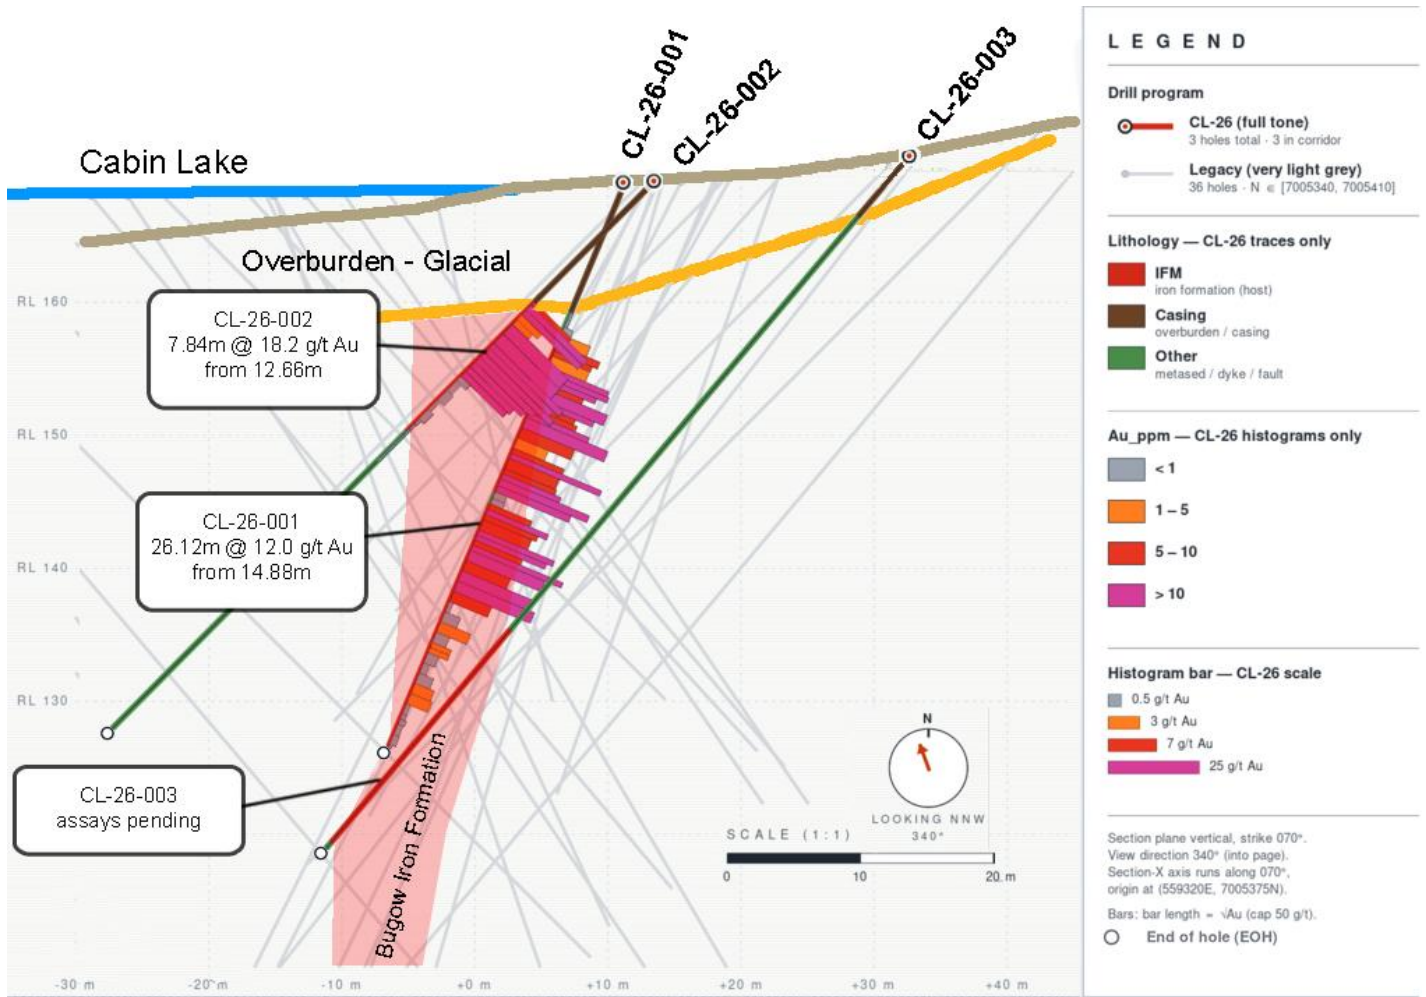 CL-26-001
CL-26-002
CL-26-003
Cabin Lake
Overburden - Glacial
RL 160
CL-26-002
7.84m @ 18.2 g/t Au
from 12.66m
RL 150
CL-26-001
26.12m @ 12.0 g/t Au
from 14.88m
RL 140
RL 130
CL-26-003
assays pending
Bugow Iron Formation
N
LOOKING NNW
340°
SCALE (1:1)
0
10
20 m
-30 m
-20 m
-10 m
+0 m
+10 m
+20 m
+30 m
+40 m
LEGEND
Drill program
CL-26 (full tone)
3 holes total · 3 in corridor
Legacy (very light grey)
36 holes · N ∈ [7005340, 7005410]
Lithology — CL-26 traces only
IFM
iron formation (host)
Casing
overburden / casing
Other
metased / dyke / fault
Au_ppm — CL-26 histograms only
< 1
1 – 5
5 – 10
> 10
Histogram bar — CL-26 scale
0.5 g/t Au
3 g/t Au
7 g/t Au
25 g/t Au
Section plane vertical, strike 070°.
View direction 340° (into page).
Section-X axis runs along 070°,
origin at (559320E, 7005375N).
Bars: bar length = √Au (cap 50 g/t).
End of hole (EOH)